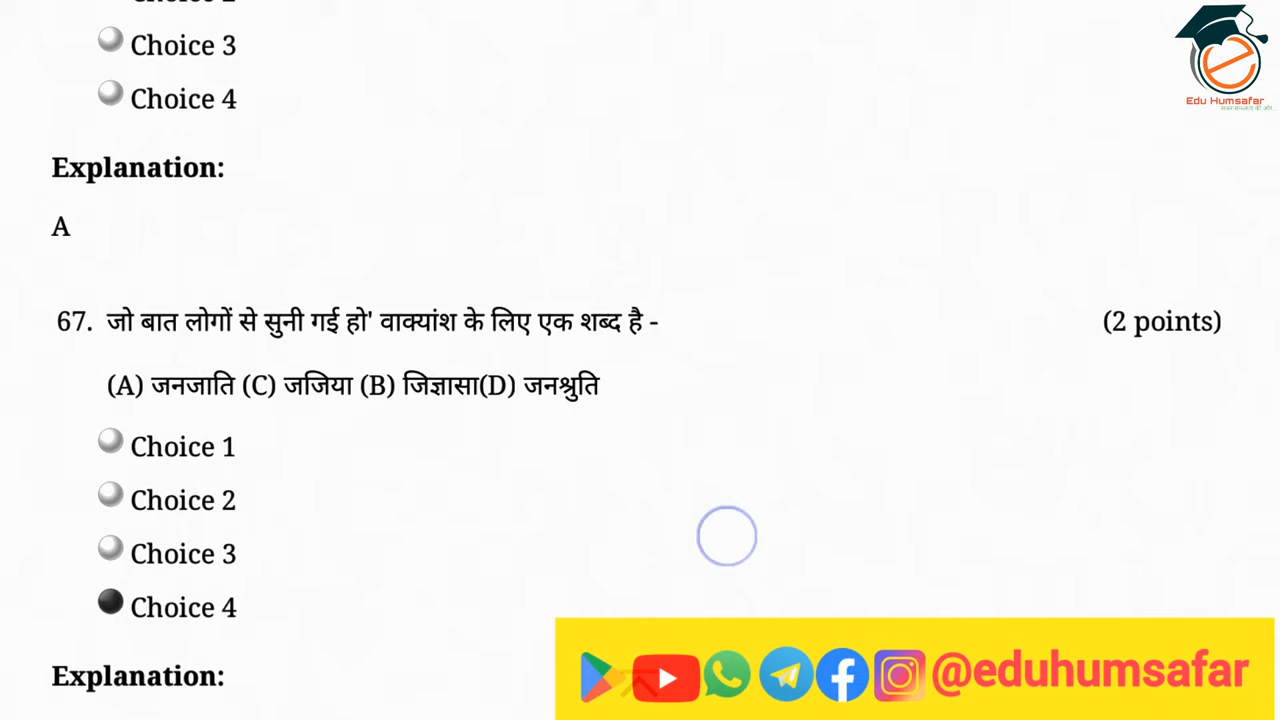 Choice 3
Choice 4
Edu Humsafar
Explanation:
A
67. जो बात लोगों से सुनी गई हो' वाक्यांश के लिए एक शब्द है - (2 points)
(A) जनजाति (C) जजिया (B) जिज्ञासा(D) जनश्रुति
Choice 1
Choice 2
Choice 3
Choice 4
Explanation:
@eduhumsafar